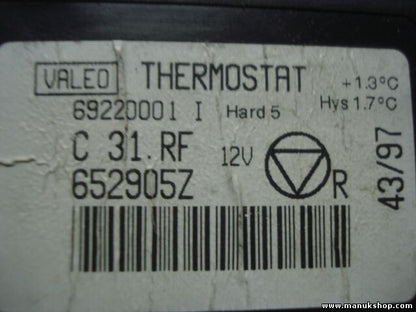 VALEO THERMOSTAT +1.3°C
69220001 I Hard 5 Hys 1.7°C
C 31.RF 12V
652905Z R
43/97
www.manukshop.com